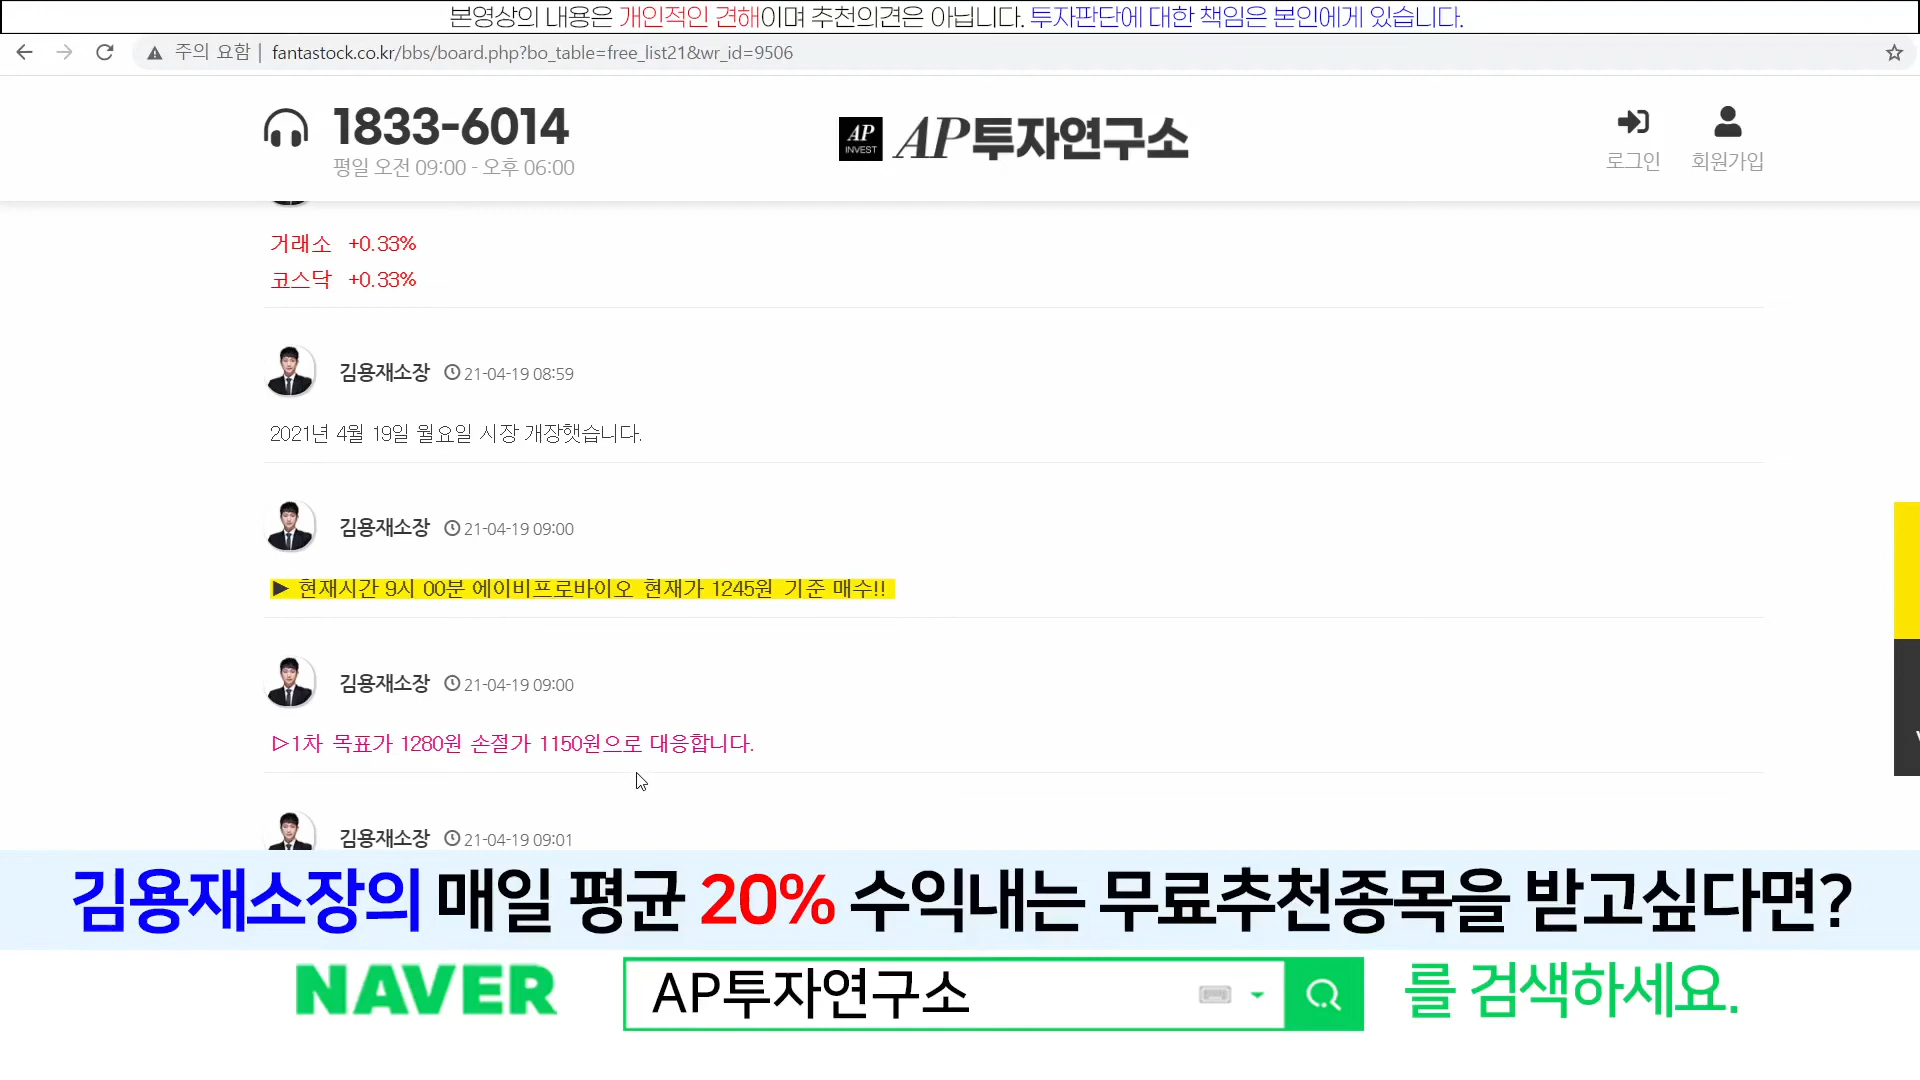 본영상의 내용은 개인적인 견해이며 추천의견은 아닙니다. 투자판단에 대한 책임은 본인에게 있습니다.
주의 요함 | fantastock.co.kr/bbs/board.php?bo_table=free_list21&wr_id=9506
1833-6014
평일 오전 09:00 - 오후 06:00
AP INVEST AP투자연구소
로그인 회원가입
거래소 +0.33%
코스닥 +0.33%
김용재소장 21-04-19 08:59
2021년 4월 19일 월요일 시장 개장햇습니다.
김용재소장 21-04-19 09:00
▶ 현재시간 9시 00분 에이비프로바이오 현재가 1245원 기준 매수!!
김용재소장 21-04-19 09:00
▷1차 목표가 1280원 손절가 1150원으로 대응합니다.
김용재소장 21-04-19 09:01
김용재소장의 매일 평균 20% 수익내는 무료추천종목을 받고싶다면?
NAVER AP투자연구소 를 검색하세요.